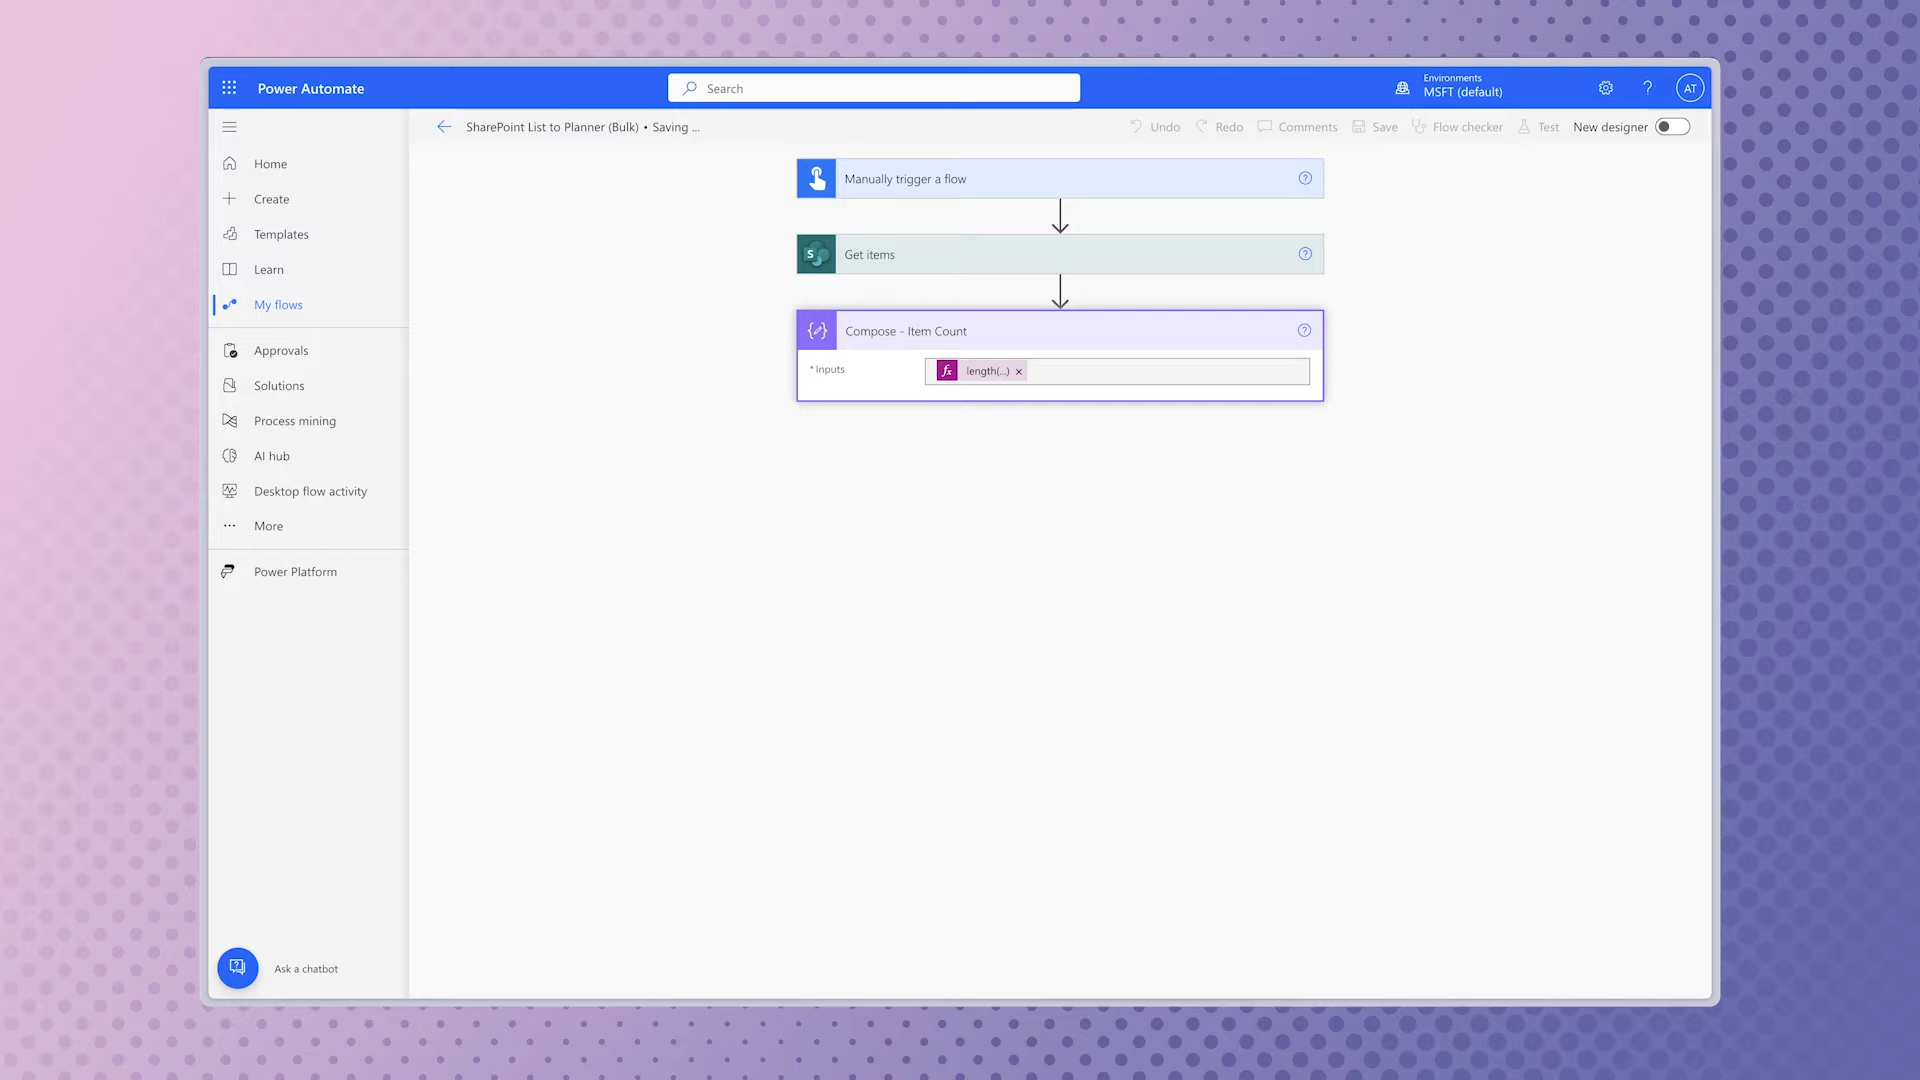 Power Automate
Search
Environments
MSFT (default)
?
AT
SharePoint List to Planner (Bulk) • Saving ...
Undo
Redo
Comments
Save
Flow checker
Test
New designer
Home
Create
Templates
Learn
My flows
Approvals
Solutions
Process mining
AI hub
Desktop flow activity
More
Power Platform
Ask a chatbot
Manually trigger a flow
?
S
Get items
?
Compose - Item Count
?
* Inputs
fx length(...) ×